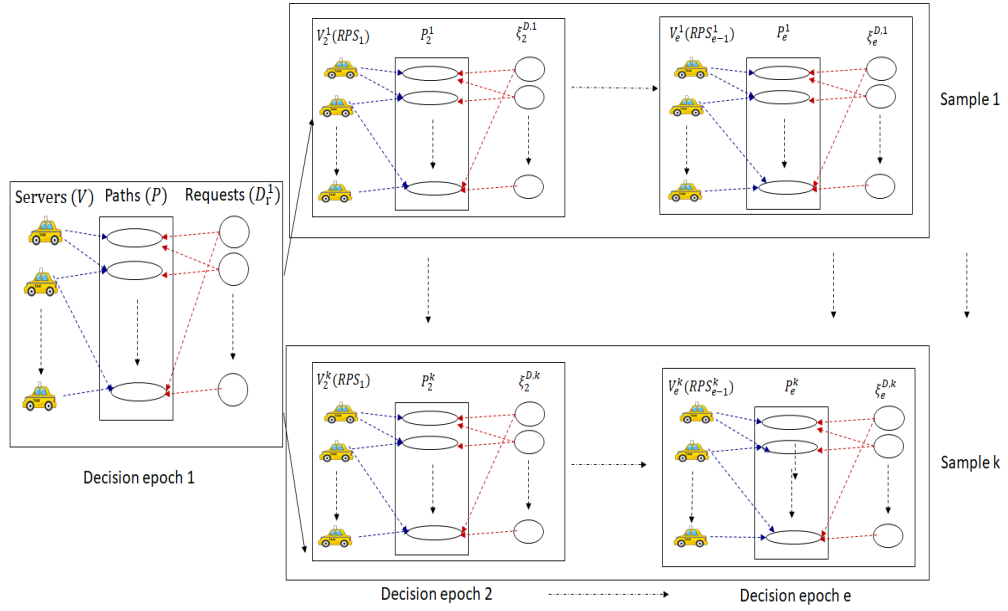 Servers (V) Paths (P) Requests (D_r^1)
Decision epoch 1
V_2^1(RPS_1) P_2^1 ξ_2^{D,1}
V_e^1(RPS_{e-1}^1) P_e^1 ξ_e^{D,1}
Sample 1
V_2^k(RPS_1) P_2^k ξ_2^{D,k}
V_e^k(RPS_{e-1}^k) P_e^k ξ_e^{D,k}
Sample k
Decision epoch 2 Decision epoch e